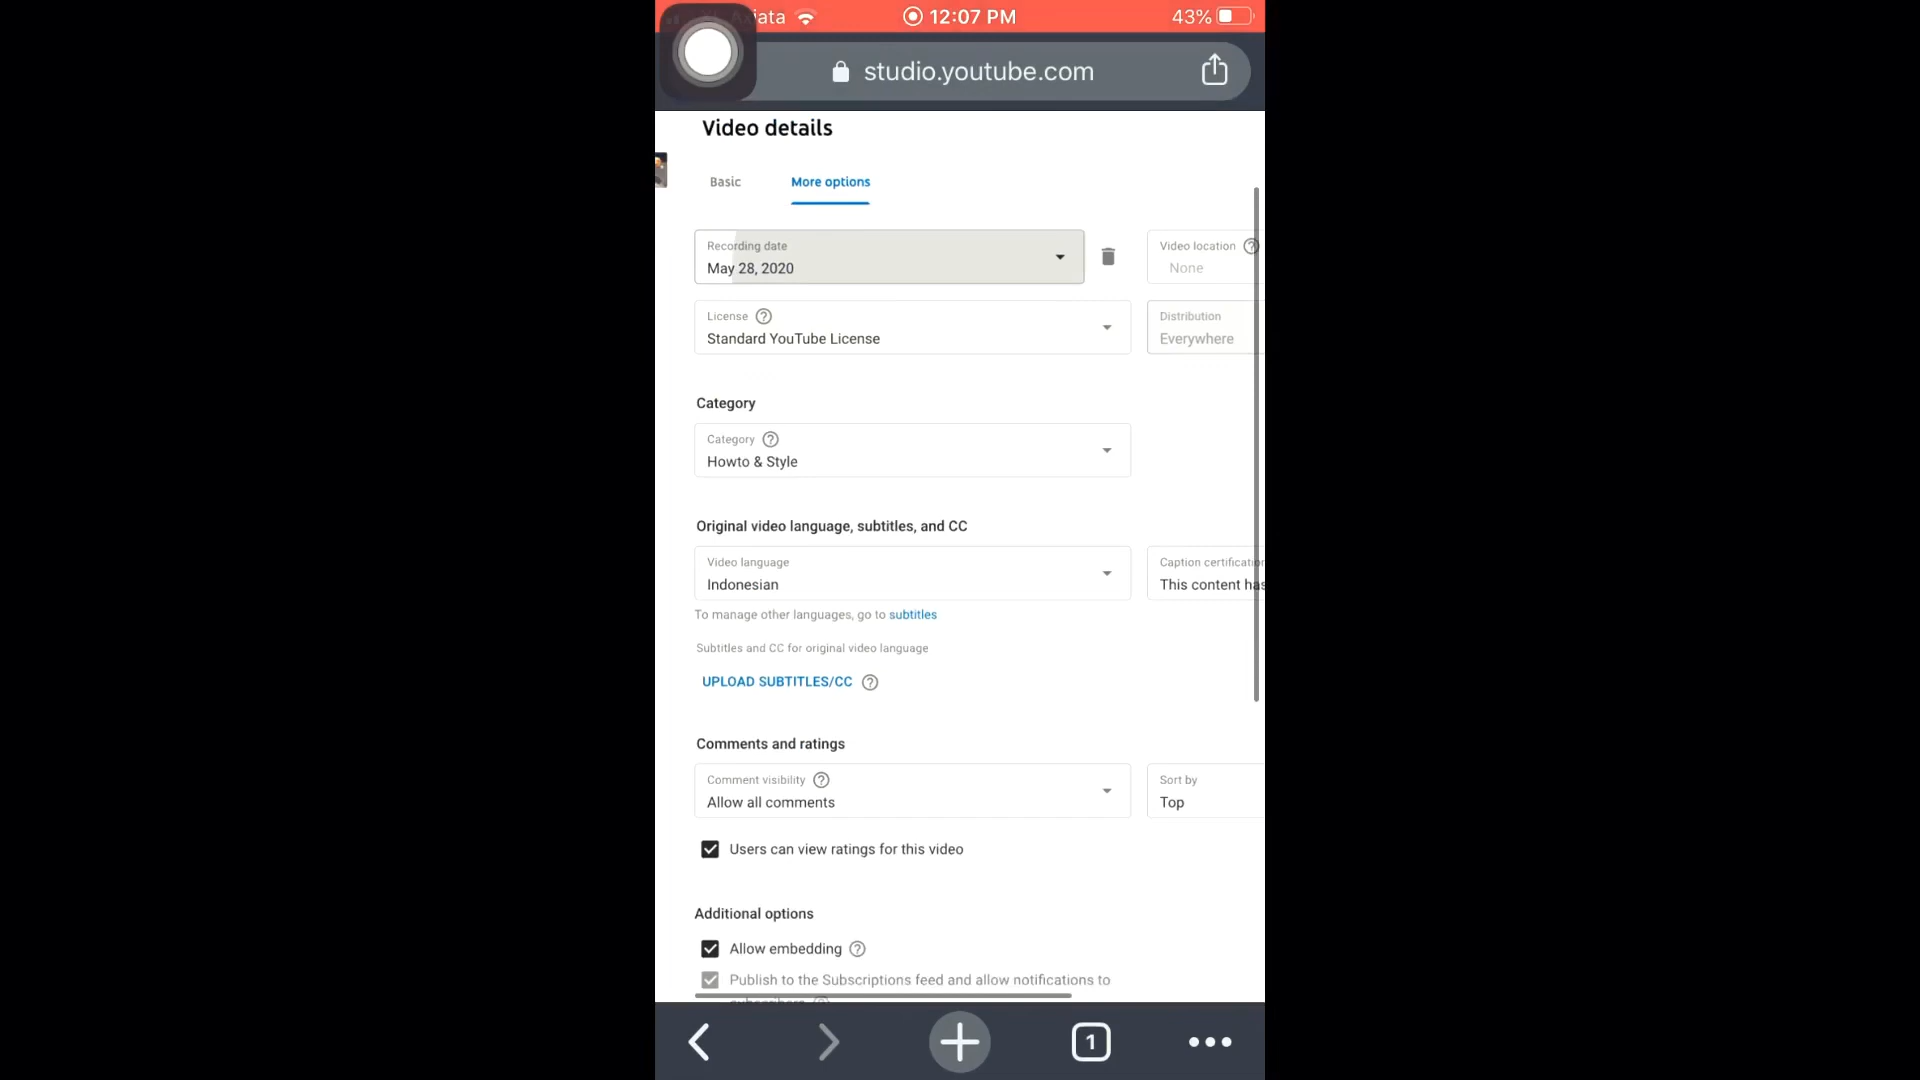 12:07 PM
43%
studio.youtube.com
Video details
Basic
More options
Recording date
May 28, 2020
Video location
None
License
Standard YouTube License
Distribution
Everywhere
Category
Category
Howto & Style
Original video language, subtitles, and CC
Video language
Indonesian
Caption certification
This content has
To manage other languages, go to subtitles
Subtitles and CC for original video language
UPLOAD SUBTITLES/CC
Comments and ratings
Comment visibility
Allow all comments
Sort by
Top
Users can view ratings for this video
Additional options
Allow embedding
Publish to the Subscriptions feed and allow notifications to
1